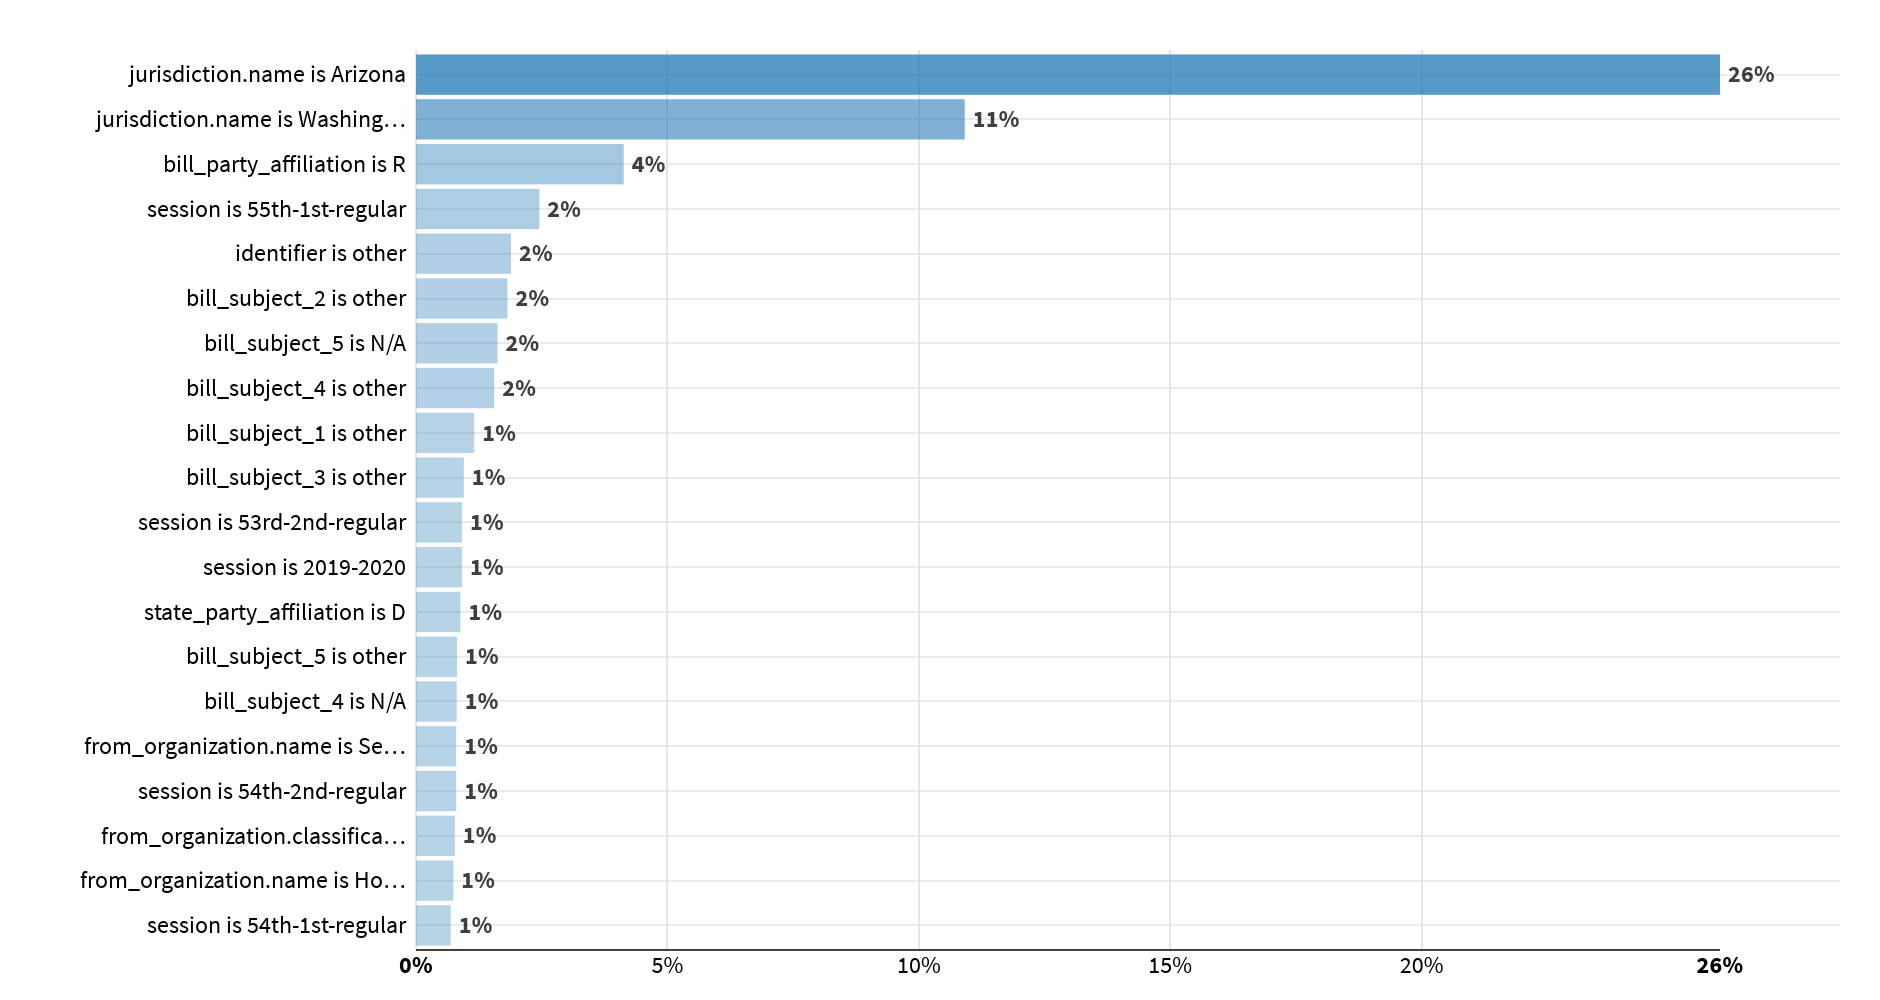 jurisdiction.name is Arizona 26%
jurisdiction.name is Washing… 11%
bill_party_affiliation is R 4%
session is 55th-1st-regular 2%
identifier is other 2%
bill_subject_2 is other 2%
bill_subject_5 is N/A 2%
bill_subject_4 is other 2%
bill_subject_1 is other 1%
bill_subject_3 is other 1%
session is 53rd-2nd-regular 1%
session is 2019-2020 1%
state_party_affiliation is D 1%
bill_subject_5 is other 1%
bill_subject_4 is N/A 1%
from_organization.name is Se… 1%
session is 54th-2nd-regular 1%
from_organization.classifica… 1%
from_organization.name is Ho… 1%
session is 54th-1st-regular 1%
0% 5% 10% 15% 20% 26%